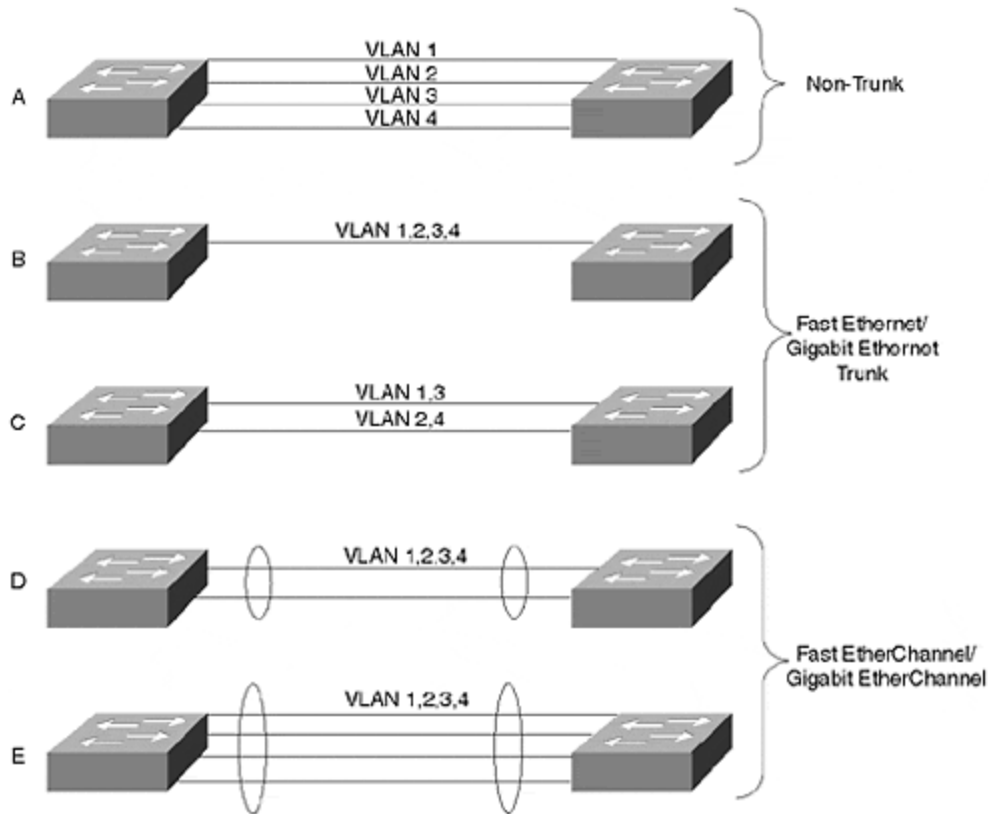 A
VLAN 1
VLAN 2
VLAN 3
VLAN 4
Non-Trunk
B
VLAN 1,2,3,4
C
VLAN 1,3
VLAN 2,4
Fast Ethernet/
Gigabit Ethernet
Trunk
D
VLAN 1,2,3,4
E
VLAN 1,2,3,4
Fast EtherChannel/
Gigabit EtherChannel